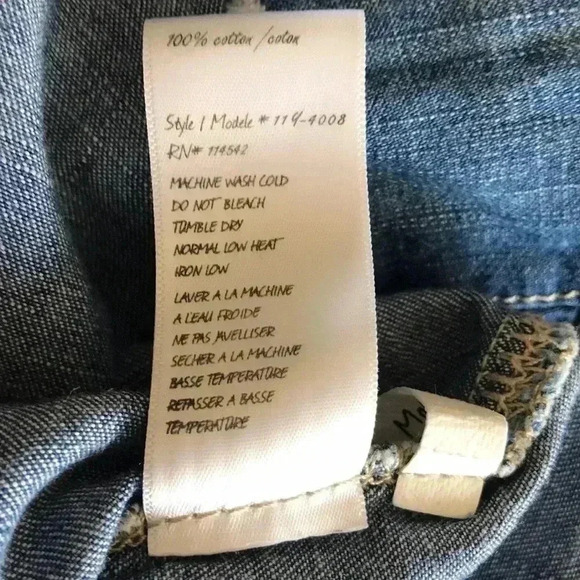 100% cotton / coton
Style / Modele # 119-4008
RN# 114542
MACHINE WASH COLD
DO NOT BLEACH
TUMBLE DRY
NORMAL LOW HEAT
IRON LOW
LAVER A LA MACHINE
A L'EAU FROIDE
NE PAS JAVELLISER
SECHER A LA MACHINE
BASSE TEMPERATURE
REPASSER A BASSE
TEMPERATURE